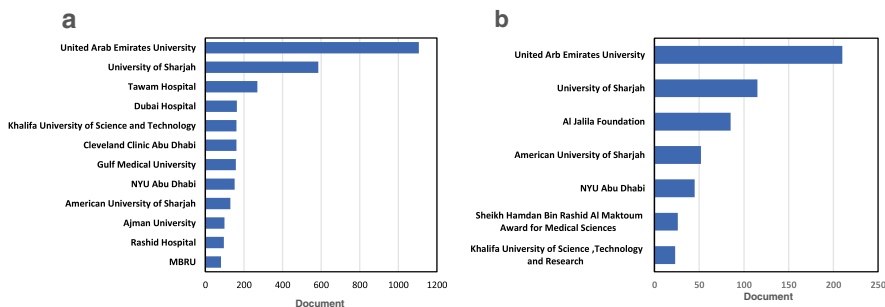 a
United Arab Emirates University
University of Sharjah
Tawam Hospital
Dubai Hospital
Khalifa University of Science and Technology
Cleveland Clinic Abu Dhabi
Gulf Medical University
NYU Abu Dhabi
American University of Sharjah
Ajman University
Rashid Hospital
MBRU
0 200 400 600 800 1000 1200
Document
b
United Arb Emirates University
University of Sharjah
Al Jalila Foundation
American University of Sharjah
NYU Abu Dhabi
Sheikh Hamdan Bin Rashid Al Maktoum
Award for Medical Sciences
Khalifa University of Science ,Technology
and Research
0 50 100 150 200 250
Document